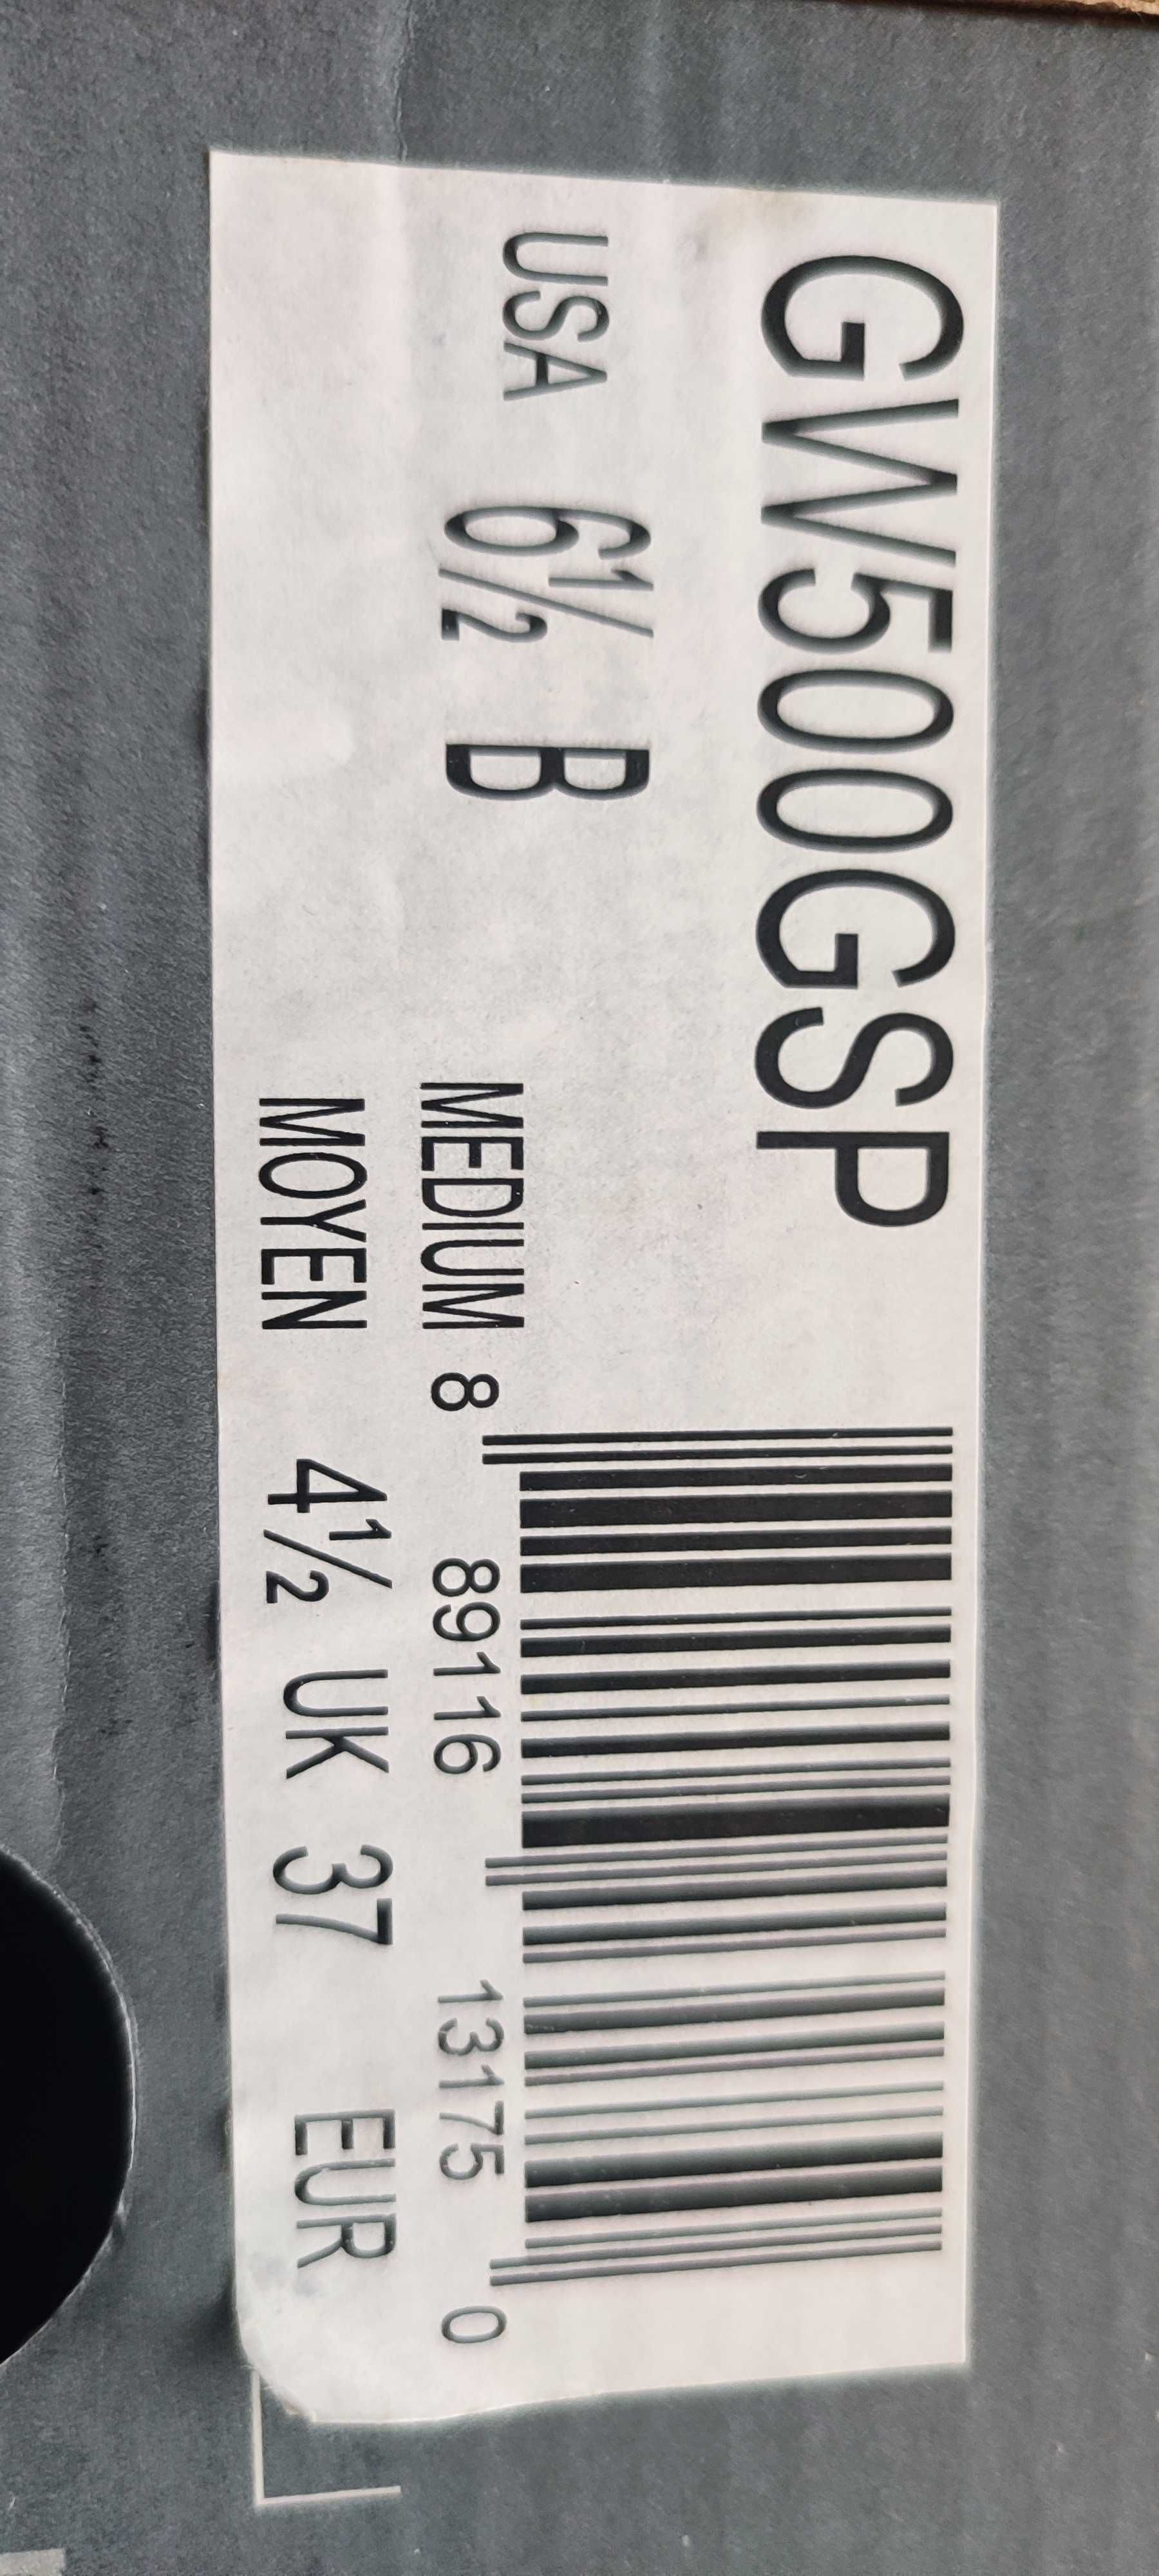 GW500GSP
USA 6½ B
MEDIUM
8 89116 13175 0
MOYEN 4½ UK 37 EUR